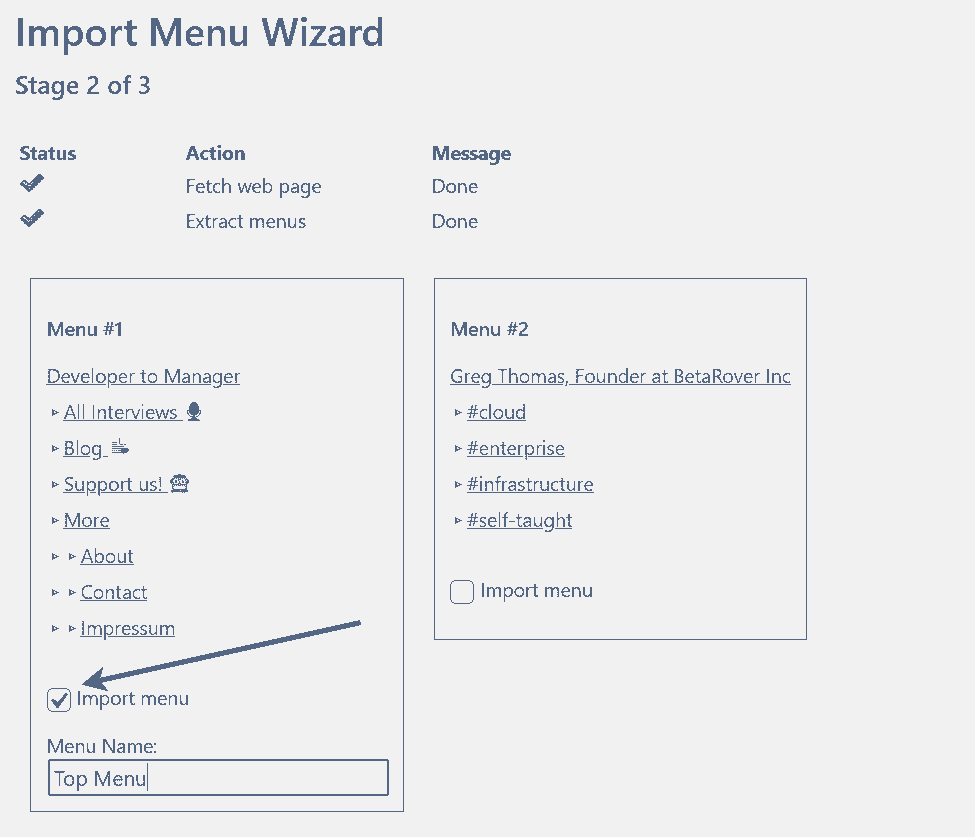 Import Menu Wizard
Stage 2 of 3
Status Action Message
Fetch web page Done
Extract menus Done
Menu #1
Developer to Manager
All Interviews
Blog
Support us!
More
About
Contact
Impressum
Import menu
Menu Name:
Top Menu
Menu #2
Greg Thomas, Founder at BetaRover Inc
#cloud
#enterprise
#infrastructure
#self-taught
Import menu